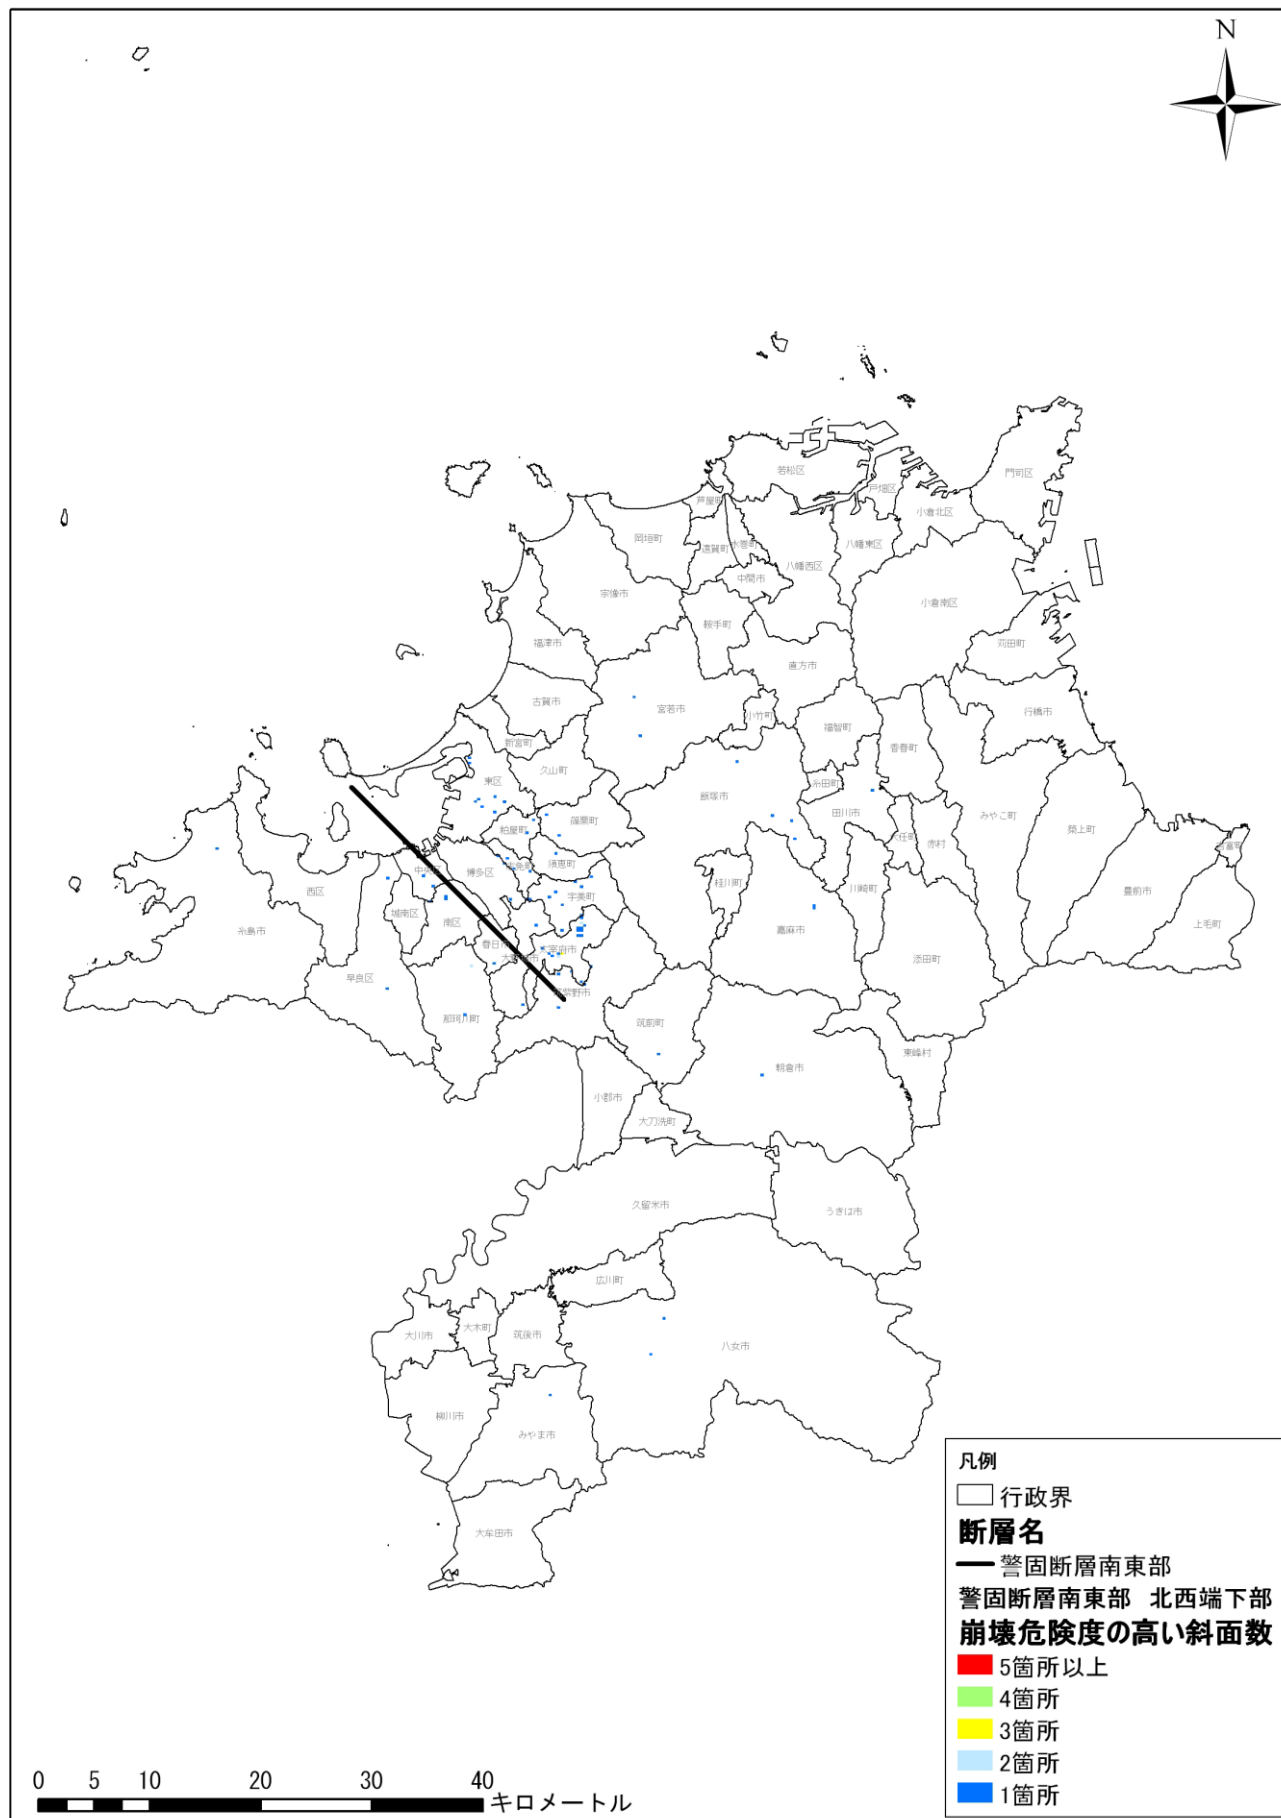 N
若松区
門司区
戸畑区
芦屋町
小倉北区
岡垣町
遠賀町
水巻町
八幡東区
八幡西区
中間市
宗像市
小倉南区
鞍手町
福津市
苅田町
直方市
古賀市
宮若市
小竹町
行橋市
福智町
新宮町
香春町
久山町
東区
糸田町
飯塚市
田川市
みやこ町
築上町
粕屋町
篠栗町
大任町
赤村
吉富町
中央区
博多区
志免町
須恵町
桂川町
川崎町
西区
宇美町
豊前市
城南区
南区
上毛町
糸島市
嘉麻市
春日市
太宰府市
大野城市
添田町
早良区
筑紫野市
那珂川町
筑前町
東峰村
朝倉市
小郡市
大刀洗町
久留米市
うきは市
広川町
大川市
大木町
筑後市
八女市
柳川市
みやま市
大牟田市
凡例
行政界
断層名
警固断層南東部
警固断層南東部 北西端下部
崩壊危険度の高い斜面数
5箇所以上
4箇所
3箇所
2箇所
1箇所
0 5 10 20 30 40
キロメートル